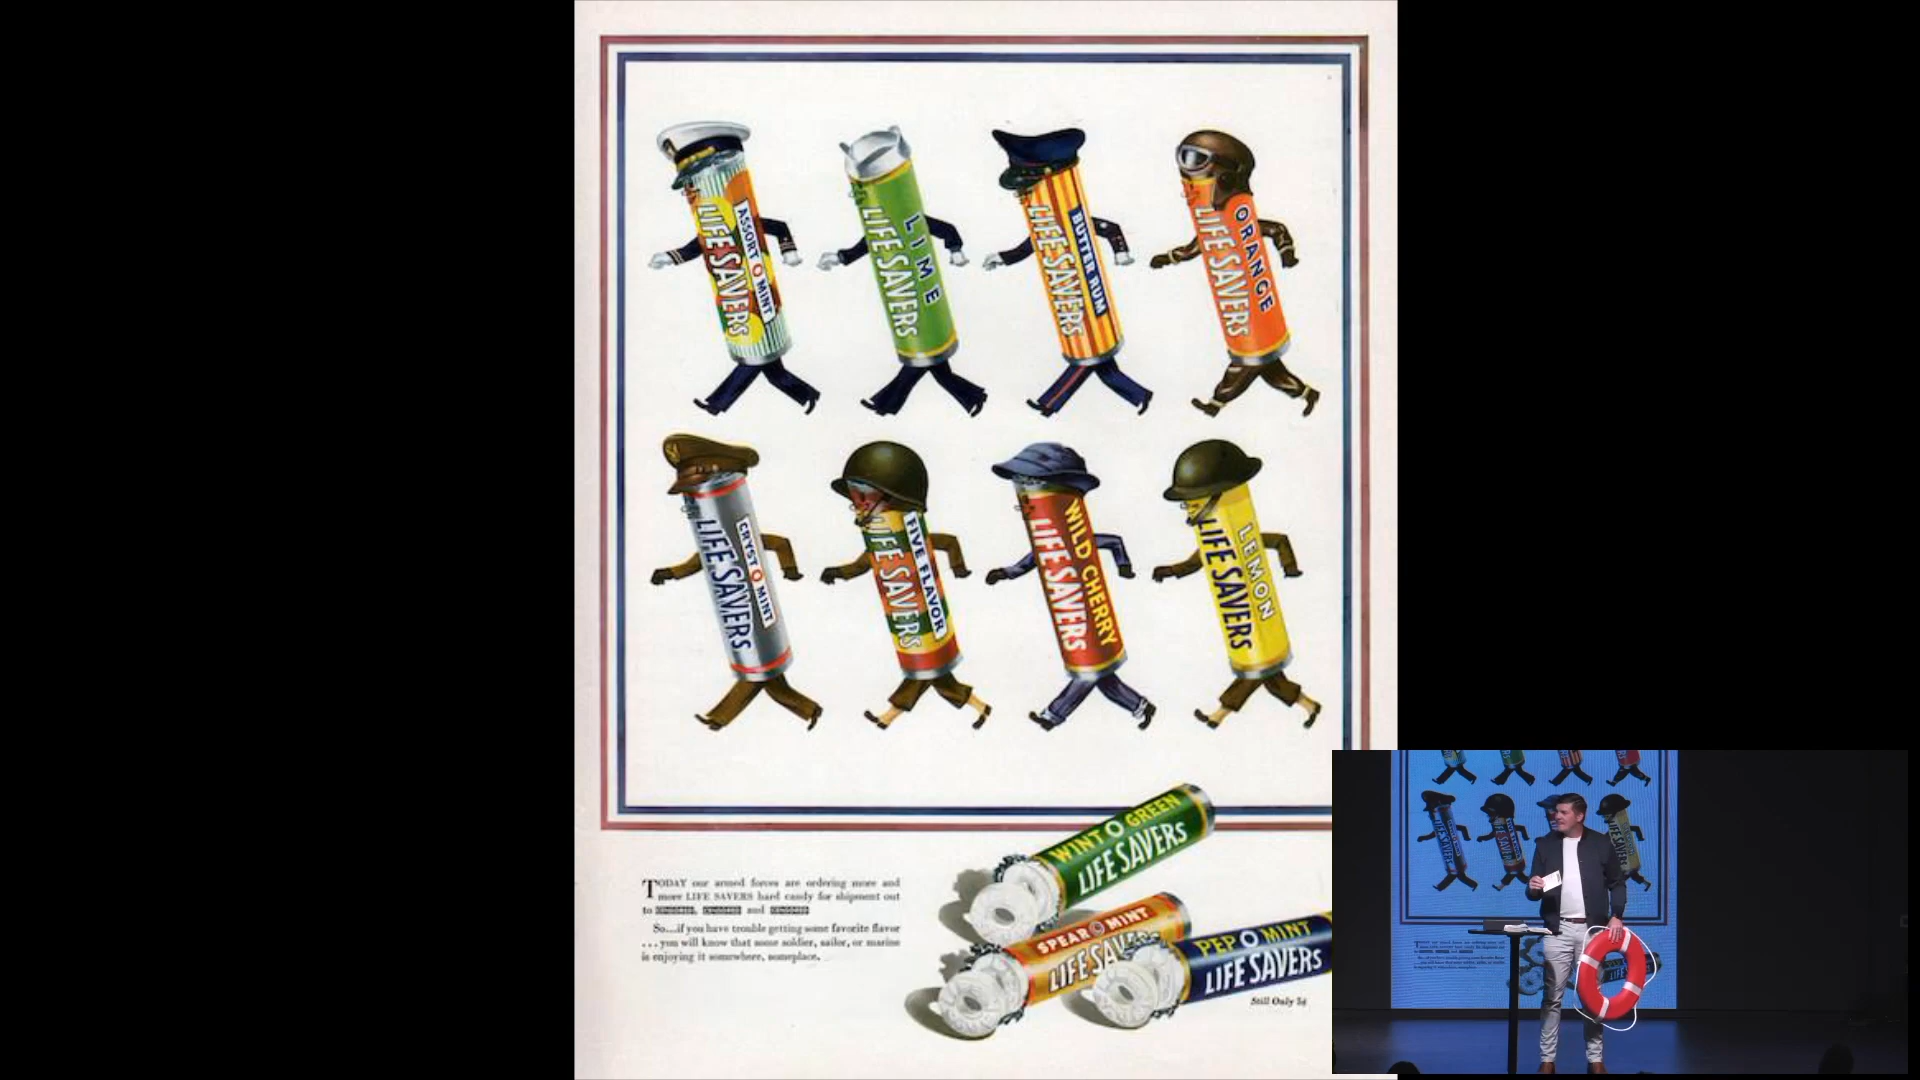 ASSORT O MINT
LIFE SAVERS
LIME
LIFE SAVERS
BUTTER RUM
LIFE SAVERS
ORANGE
LIFE SAVERS
CRYST O MINT
LIFE SAVERS
FIVE FLAVOR
LIFE SAVERS
WILD CHERRY
LIFE SAVERS
LEMON
LIFE SAVERS
WINT O GREEN
LIFE SAVERS
SPEAR O MINT
LIFE SAVERS
PEP O MINT
LIFE SAVERS
Still Only 5¢
TODAY our armed forces are ordering more and
more LIFE SAVERS hard candy for shipment out
to and
So...if you have trouble getting some favorite flavor
...you will know that some soldier, sailor, or marine
is enjoying it somewhere, someplace.